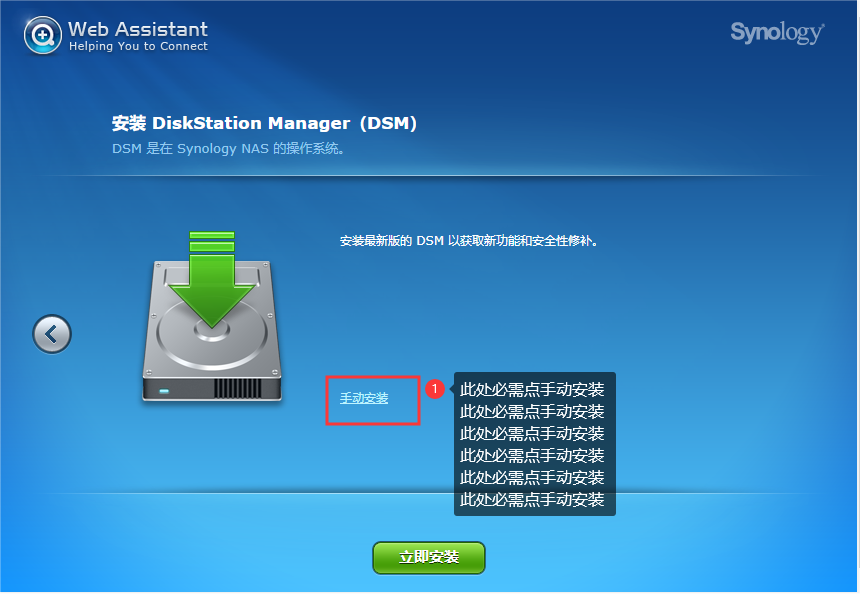 Web Assistant
Helping You to Connect
Synology
安装 DiskStation Manager (DSM)
DSM 是在 Synology NAS 的操作系统。
安装最新版的 DSM 以获取新功能和安全性修补。
手动安装
1
此处必需点手动安装
此处必需点手动安装
此处必需点手动安装
此处必需点手动安装
此处必需点手动安装
此处必需点手动安装
立即安装